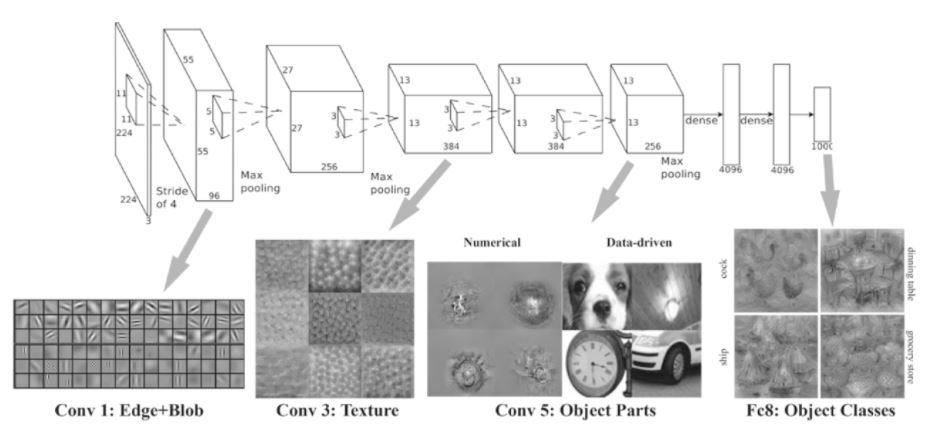 55
27
13
13
13
11
11
224
5
5
27
3
3
13
3
3
13
3
3
13
dense
dense
55
384
384
256
1000
256
Max
pooling
Max
pooling
Max
pooling
4096
4096
224
Stride
of 4
96
3
Numerical
Data-driven
cock
dinning table
ship
grocery store
Conv 1: Edge+Blob
Conv 3: Texture
Conv 5: Object Parts
Fc8: Object Classes